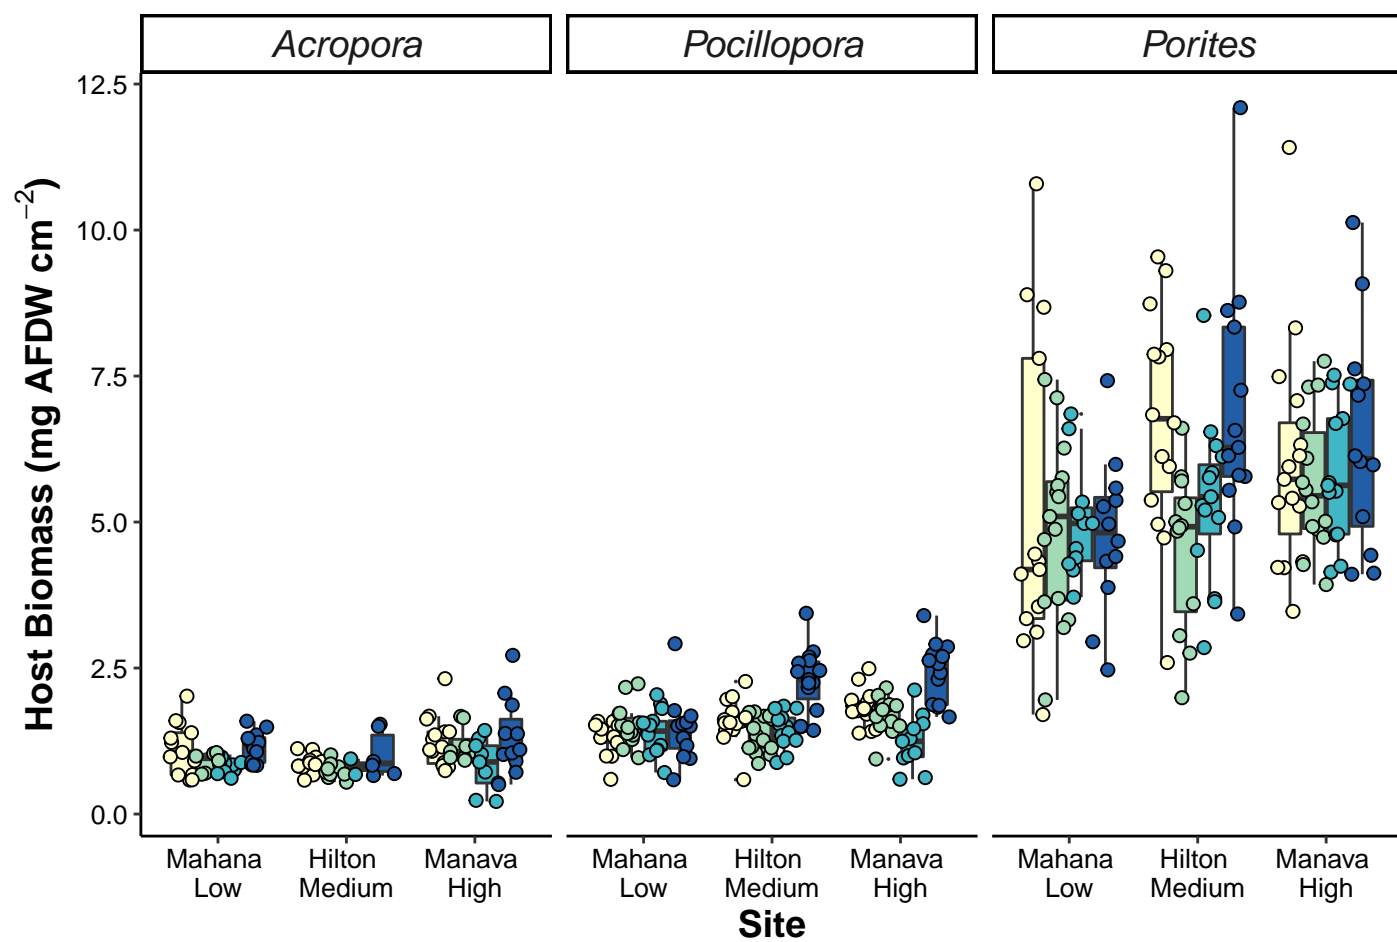 Acropora Pocillopora Porites
12.5
10.0
7.5
5.0
2.5
0.0
Host Biomass (mg AFDW cm⁻²)
Mahana Hilton Manava Mahana Hilton Manava Mahana Hilton Manava
Low Medium High Low Medium High Low Medium High
Site